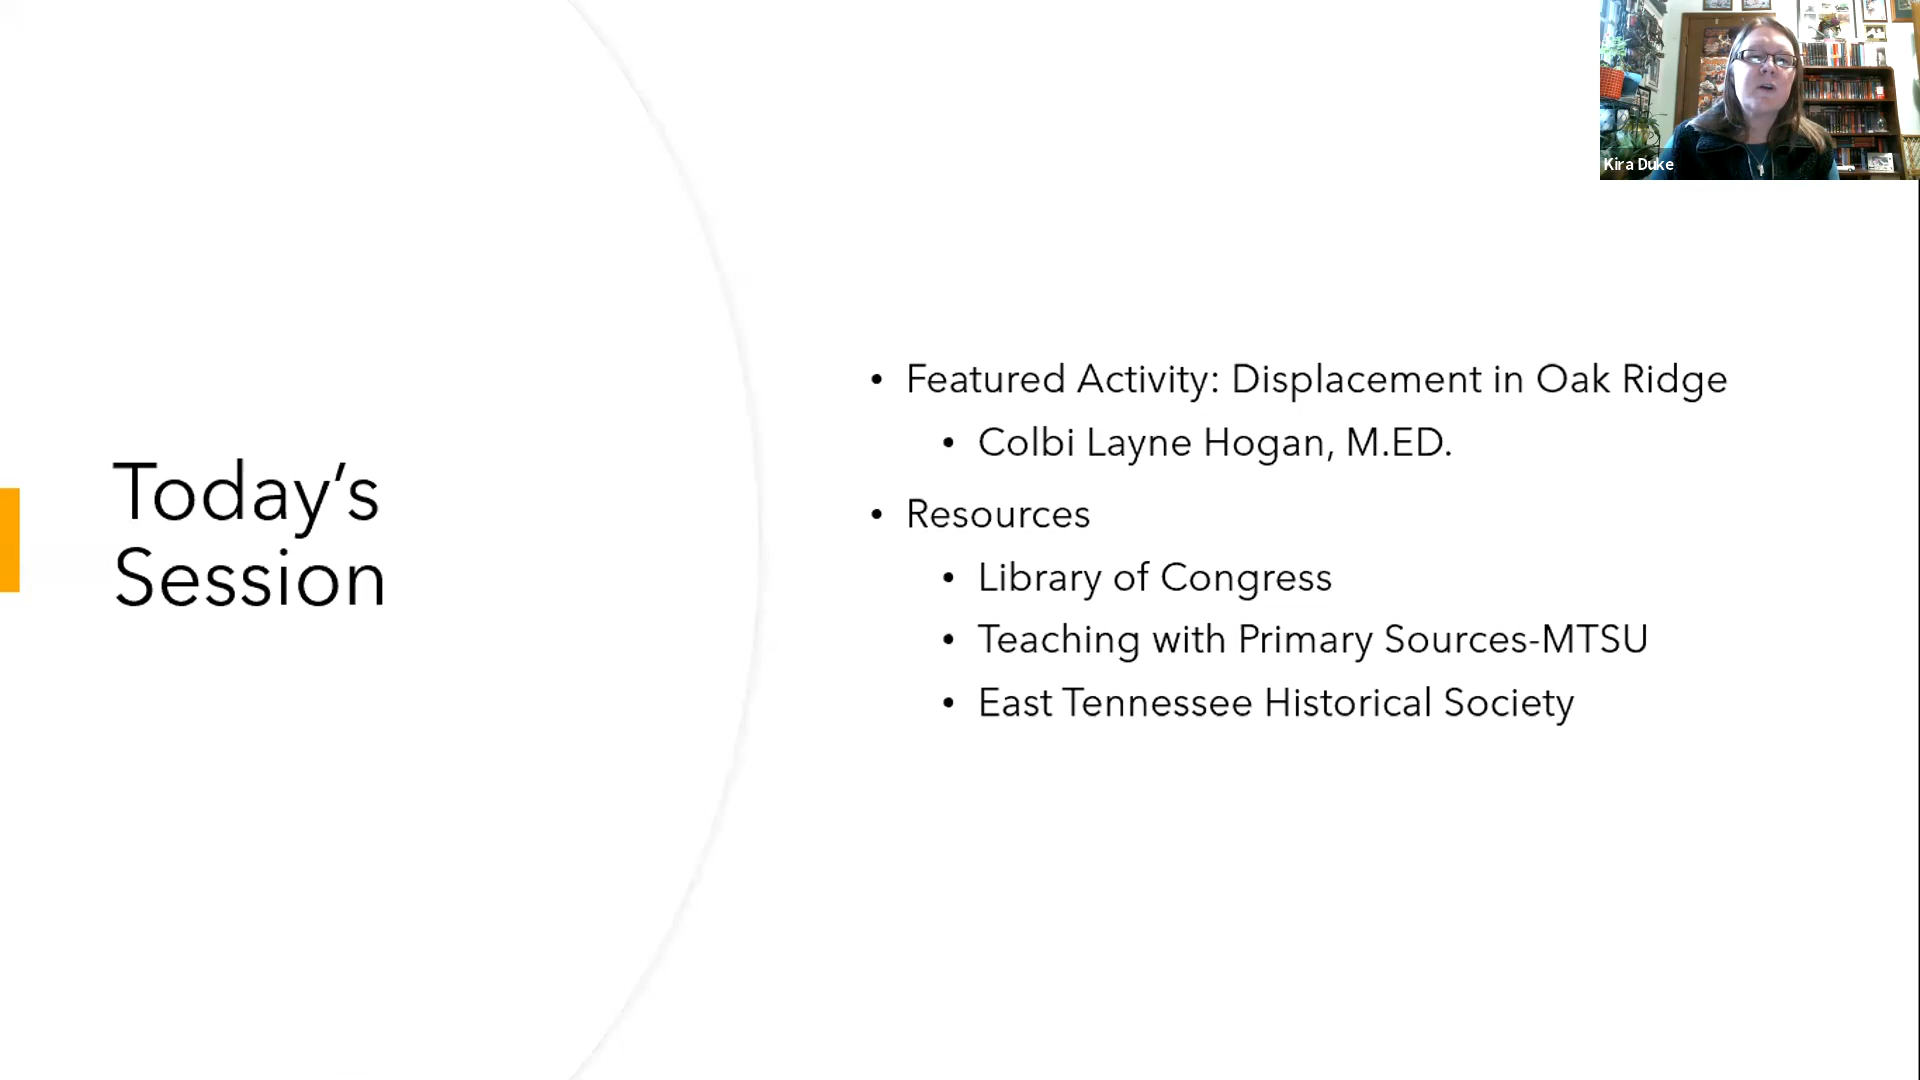 Kira Duke
Today's
Session
• Featured Activity: Displacement in Oak Ridge
• Colbi Layne Hogan, M.ED.
• Resources
• Library of Congress
• Teaching with Primary Sources-MTSU
• East Tennessee Historical Society